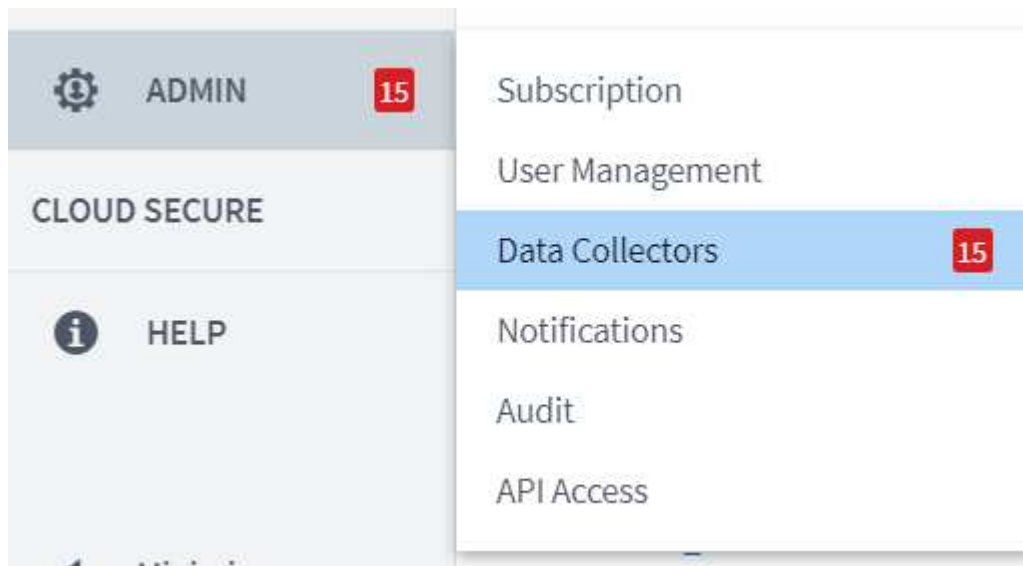 ADMIN 15
CLOUD SECURE
HELP
Subscription
User Management
Data Collectors 15
Notifications
Audit
API Access